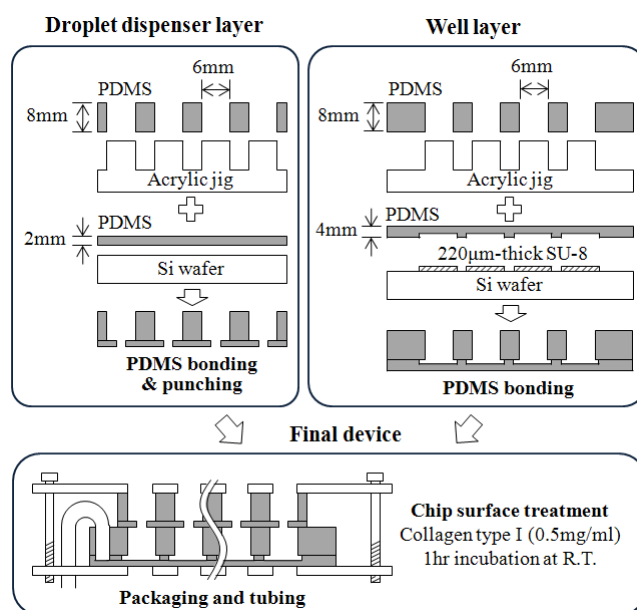 Droplet dispenser layer
6mm
PDMS
8mm
Acrylic jig
PDMS
2mm
Si wafer
PDMS bonding
& punching
Well layer
6mm
PDMS
8mm
Acrylic jig
PDMS
4mm
220μm-thick SU-8
Si wafer
PDMS bonding
Final device
Chip surface treatment
Collagen type I (0.5mg/ml)
1hr incubation at R.T.
Packaging and tubing